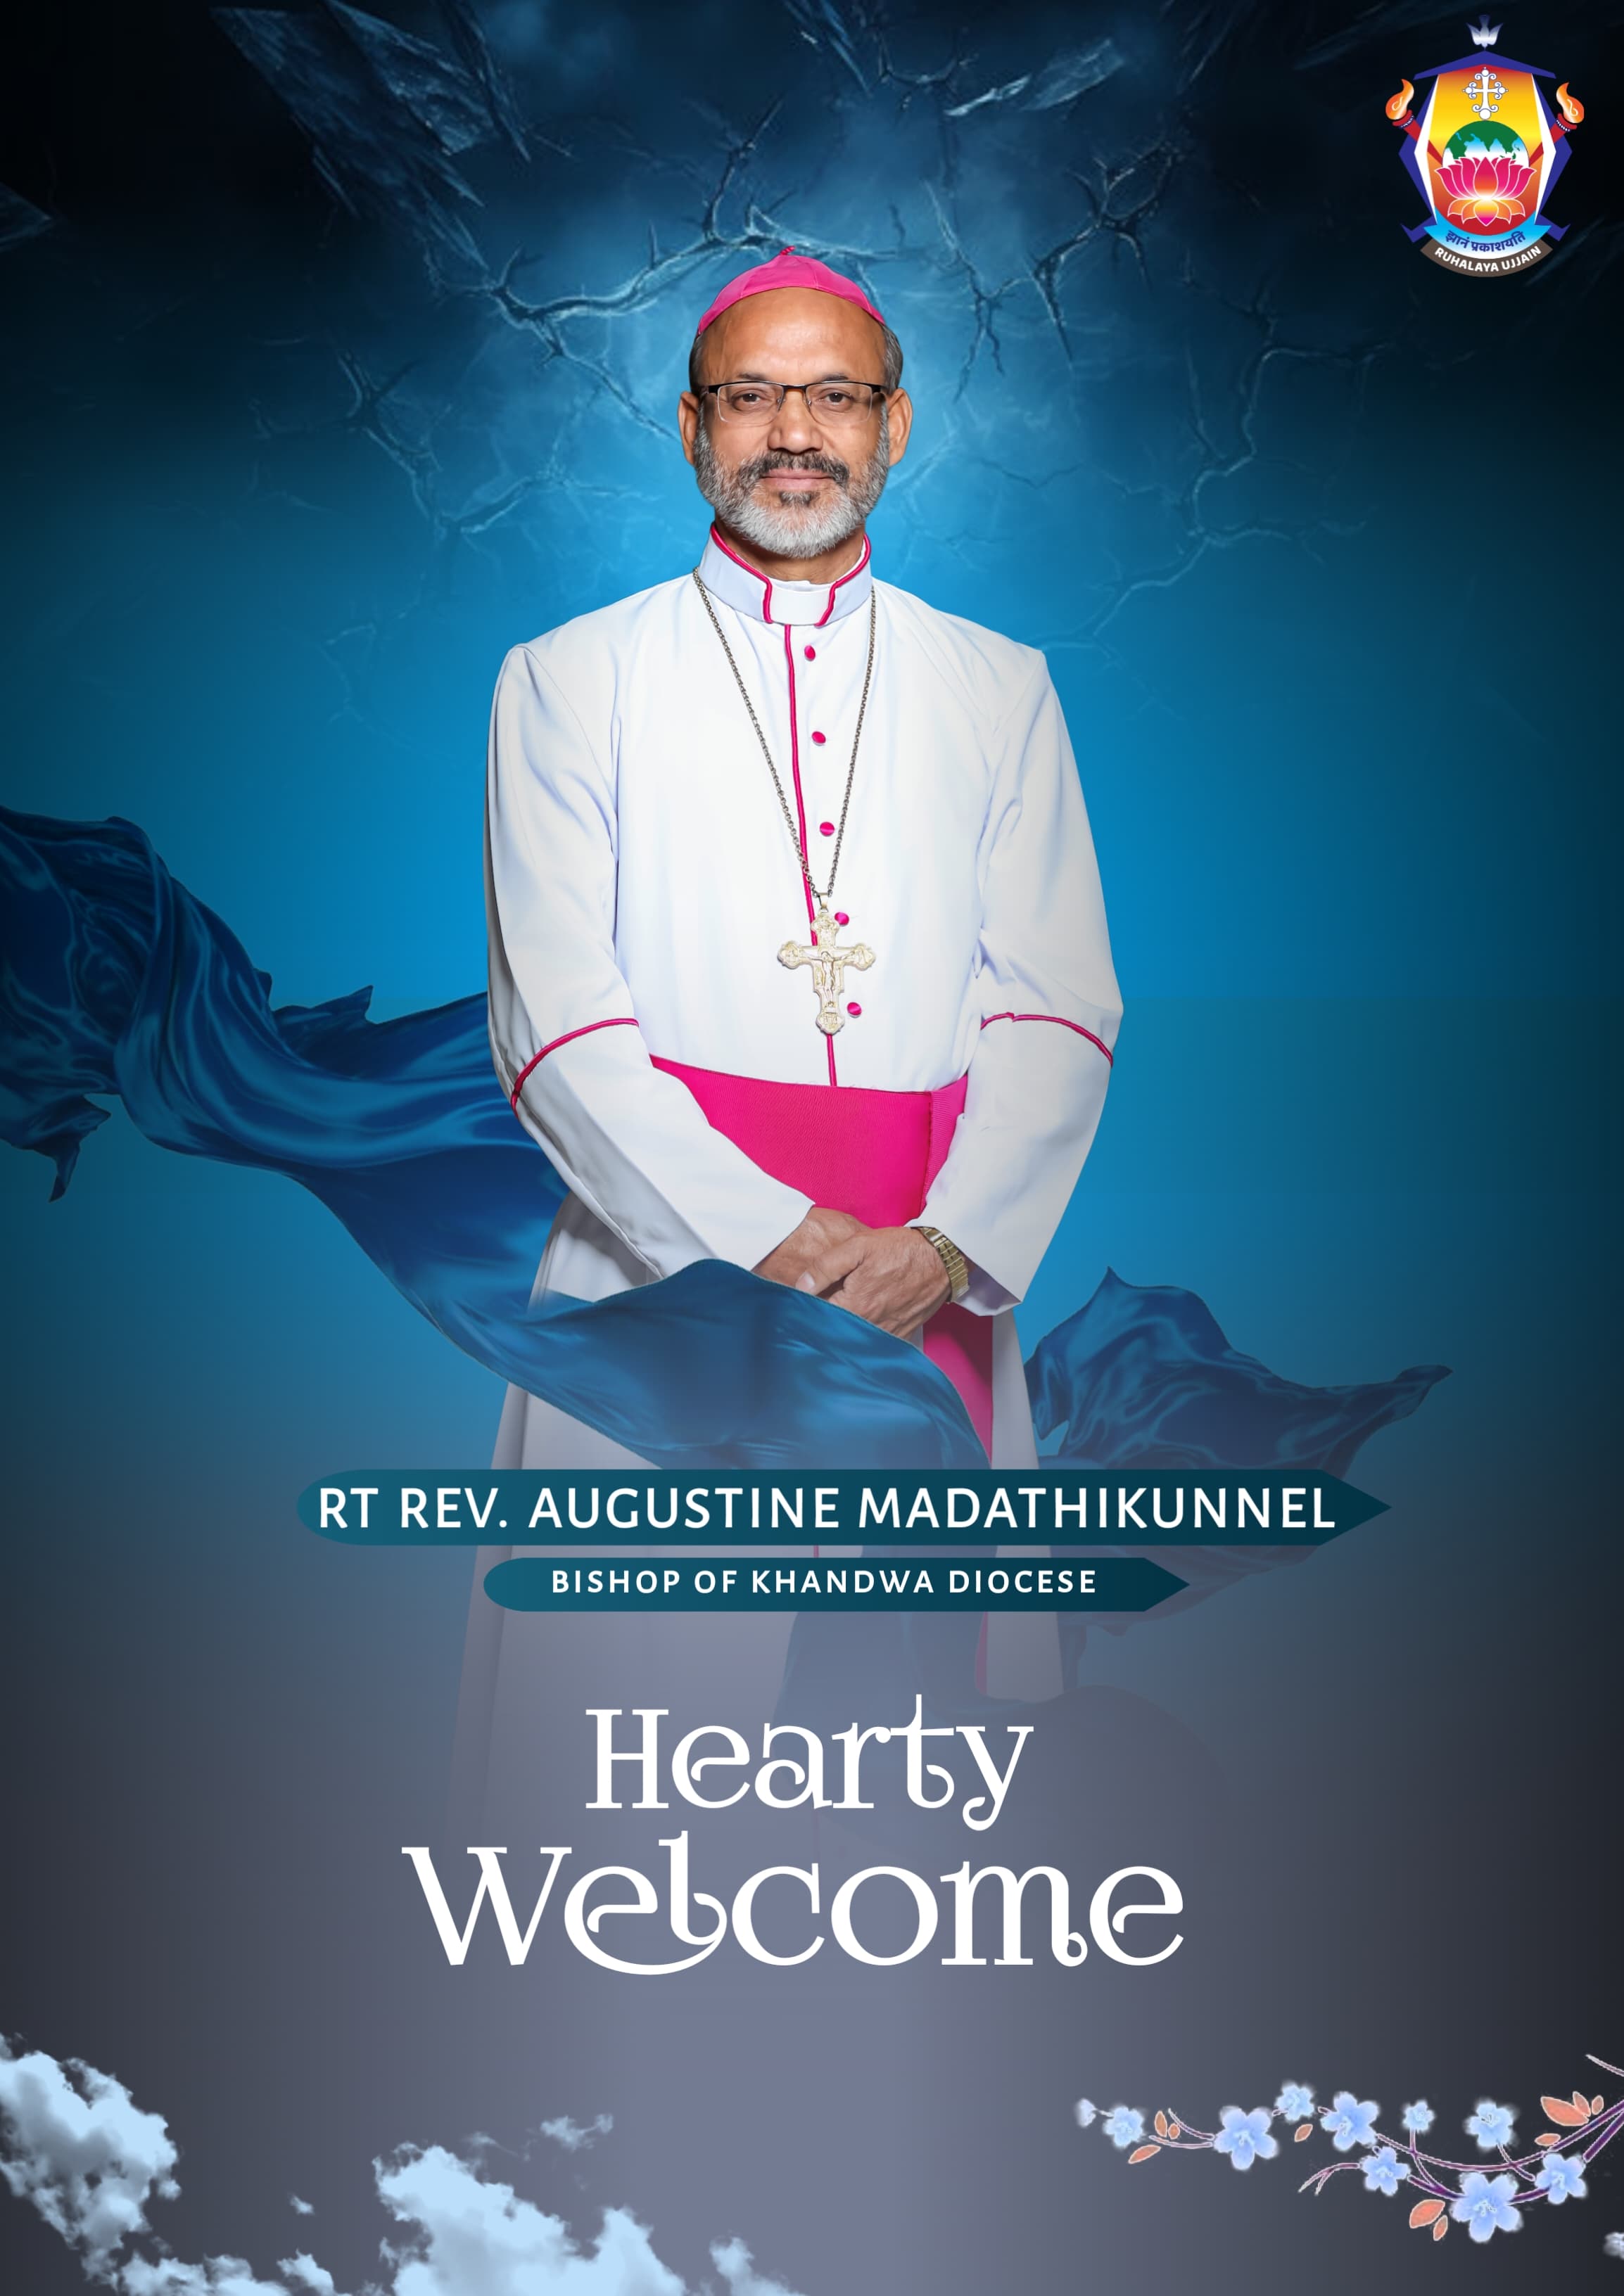 ज्ञानं प्रकाशयति
RUHALAYA UJJAIN
RT REV. AUGUSTINE MADATHIKUNNEL
BISHOP OF KHANDWA DIOCESE
Hearty
Welcome